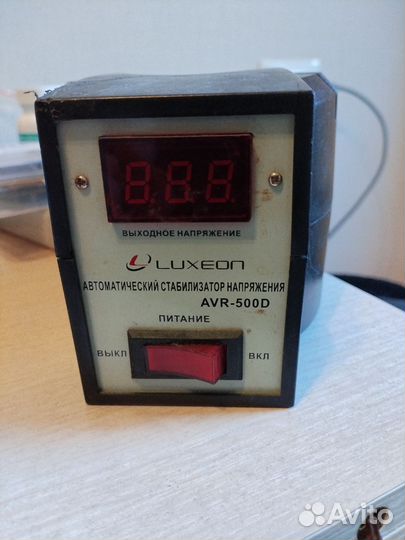 8.8.8.
ВЫХОДНОЕ НАПРЯЖЕНИЕ
LUXEON
АВТОМАТИЧЕСКИЙ СТАБИЛИЗАТОР НАПРЯЖЕНИЯ
AVR-500D
ПИТАНИЕ
ВЫКЛ ВКЛ
Avito